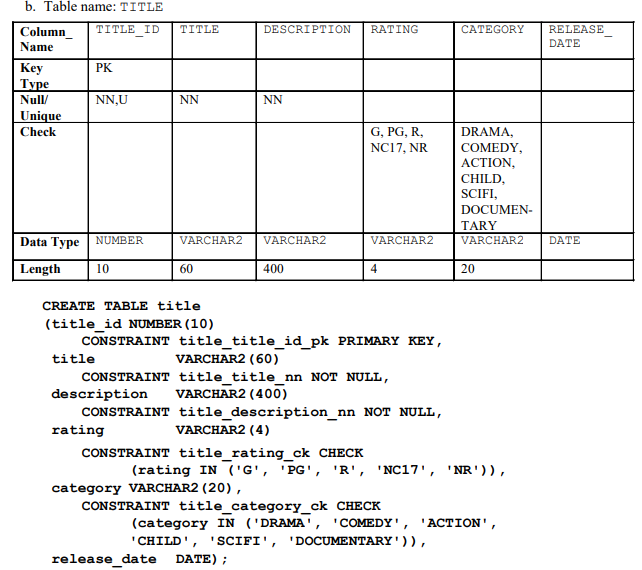 b. Table name: TITLE
Column_ Name TITLE_ID TITLE DESCRIPTION RATING CATEGORY RELEASE_ DATE
Key Type PK
Null/ Unique NN,U NN NN
Check G, PG, R, NC17, NR DRAMA, COMEDY, ACTION, CHILD, SCIFI, DOCUMEN- TARY
Data Type NUMBER VARCHAR2 VARCHAR2 VARCHAR2 VARCHAR2 DATE
Length 10 60 400 4 20
CREATE TABLE title
(title_id NUMBER(10)
CONSTRAINT title_title_id_pk PRIMARY KEY,
title VARCHAR2(60)
CONSTRAINT title_title_nn NOT NULL,
description VARCHAR2(400)
CONSTRAINT title_description_nn NOT NULL,
rating VARCHAR2(4)
CONSTRAINT title_rating_ck CHECK
(rating IN ('G', 'PG', 'R', 'NC17', 'NR')),
category VARCHAR2(20),
CONSTRAINT title_category_ck CHECK
(category IN ('DRAMA', 'COMEDY', 'ACTION',
'CHILD', 'SCIFI', 'DOCUMENTARY')),
release_date DATE);